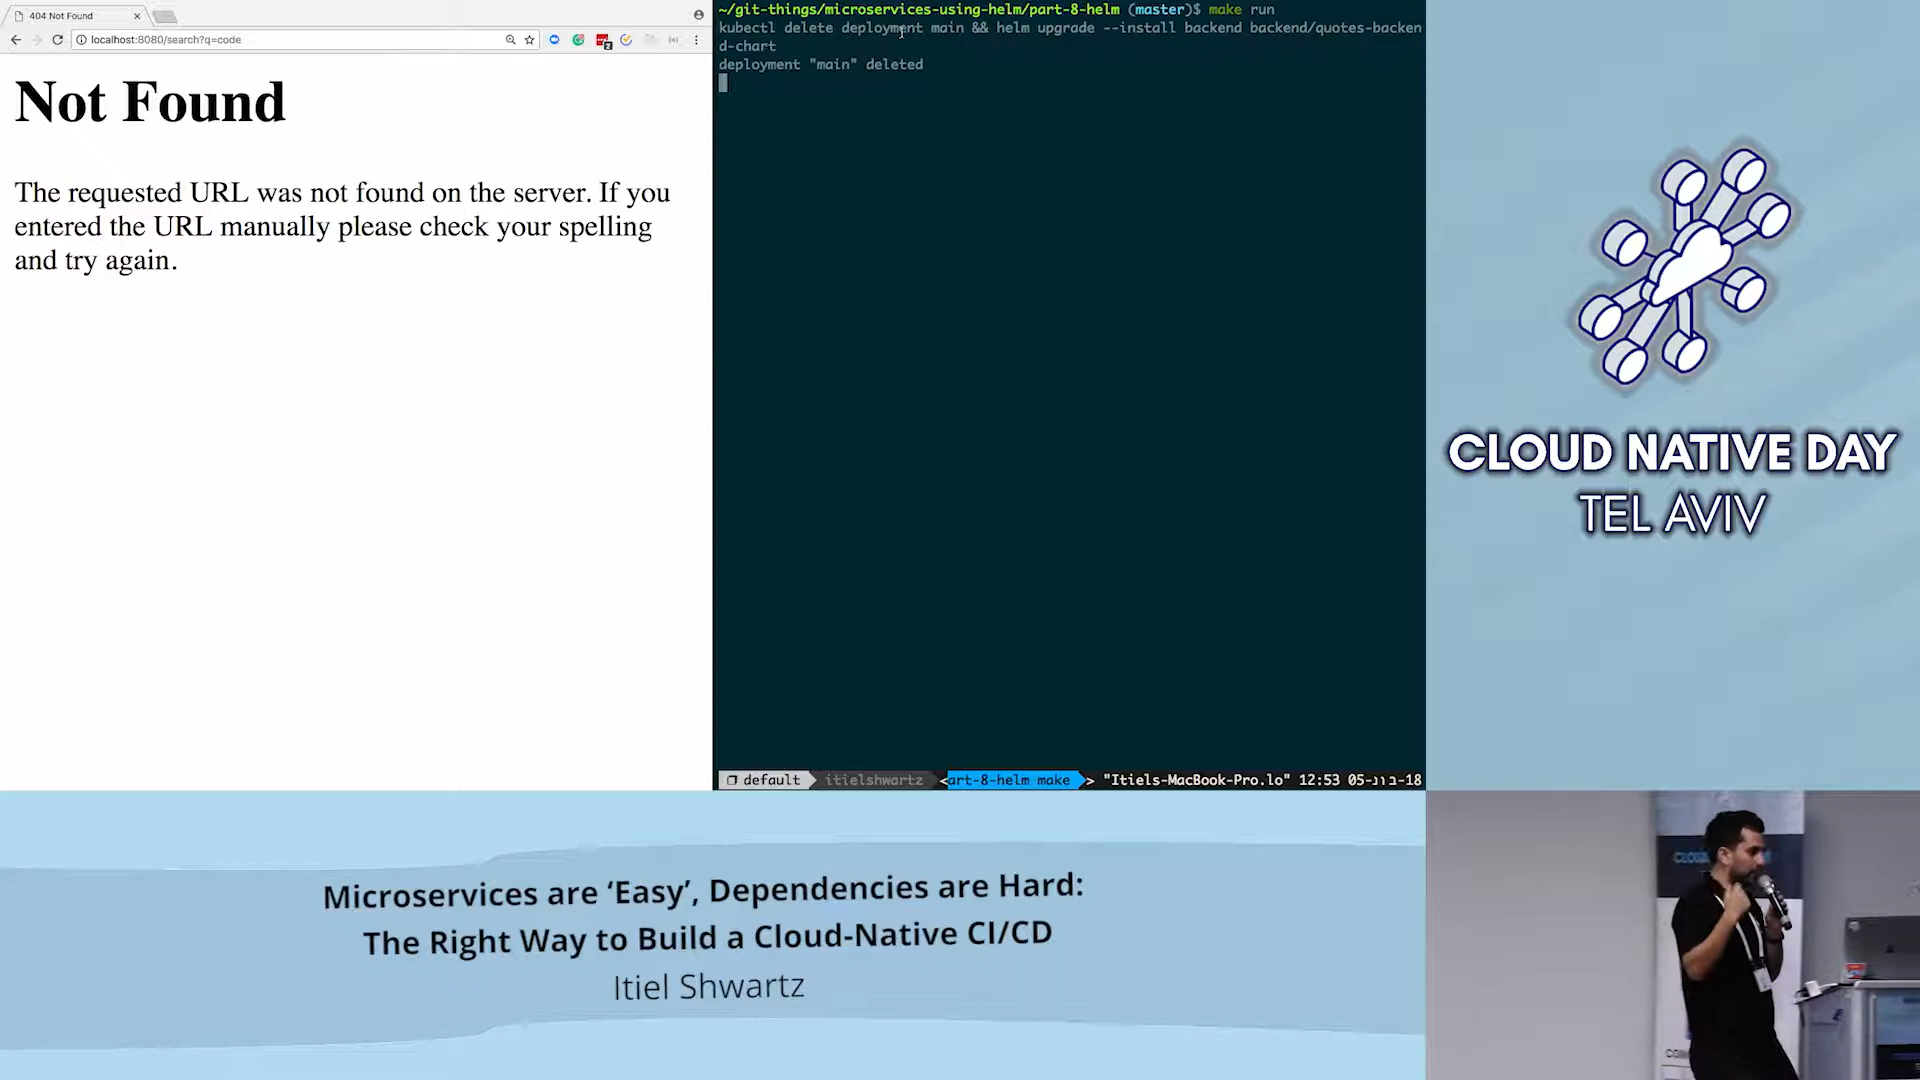 404 Not Found
localhost:8080/search?q=code
Not Found
The requested URL was not found on the server. If you
entered the URL manually please check your spelling
and try again.
~/git-things/microservices-using-helm/part-8-helm (master)$ make run
kubectl delete deployment main && helm upgrade --install backend backend/quotes-backen
d-chart
deployment "main" deleted
default itielshwartz <art-8-helm make > "Itiels-MacBook-Pro.lo" 12:53 05-נוב-18
CLOUD NATIVE DAY
TEL AVIV
Microservices are ‘Easy’, Dependencies are Hard:
The Right Way to Build a Cloud-Native CI/CD
Itiel Shwartz